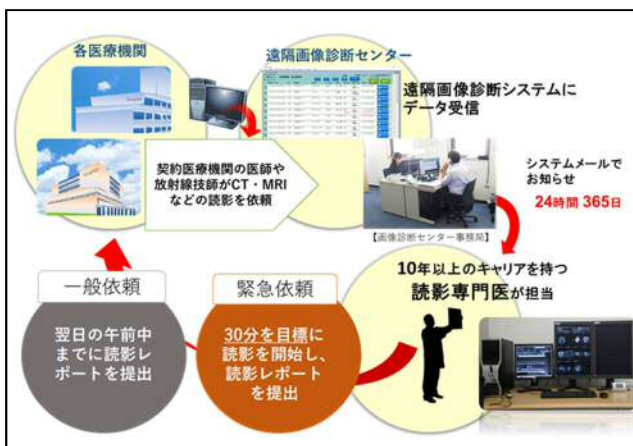 各医療機関
遠隔画像診断センター
遠隔画像診断システムに
データ受信
契約医療機関の医師や
放射線技師がCT・MRI
などの読影を依頼
システムメールで
お知らせ
24時間 365日
【画像診断センター事務局】
10年以上のキャリアを持つ
読影専門医が担当
一般依頼
翌日の午前中
までに読影レ
ポートを提出
緊急依頼
30分を目標に
読影を開始し、
読影レポート
を提出